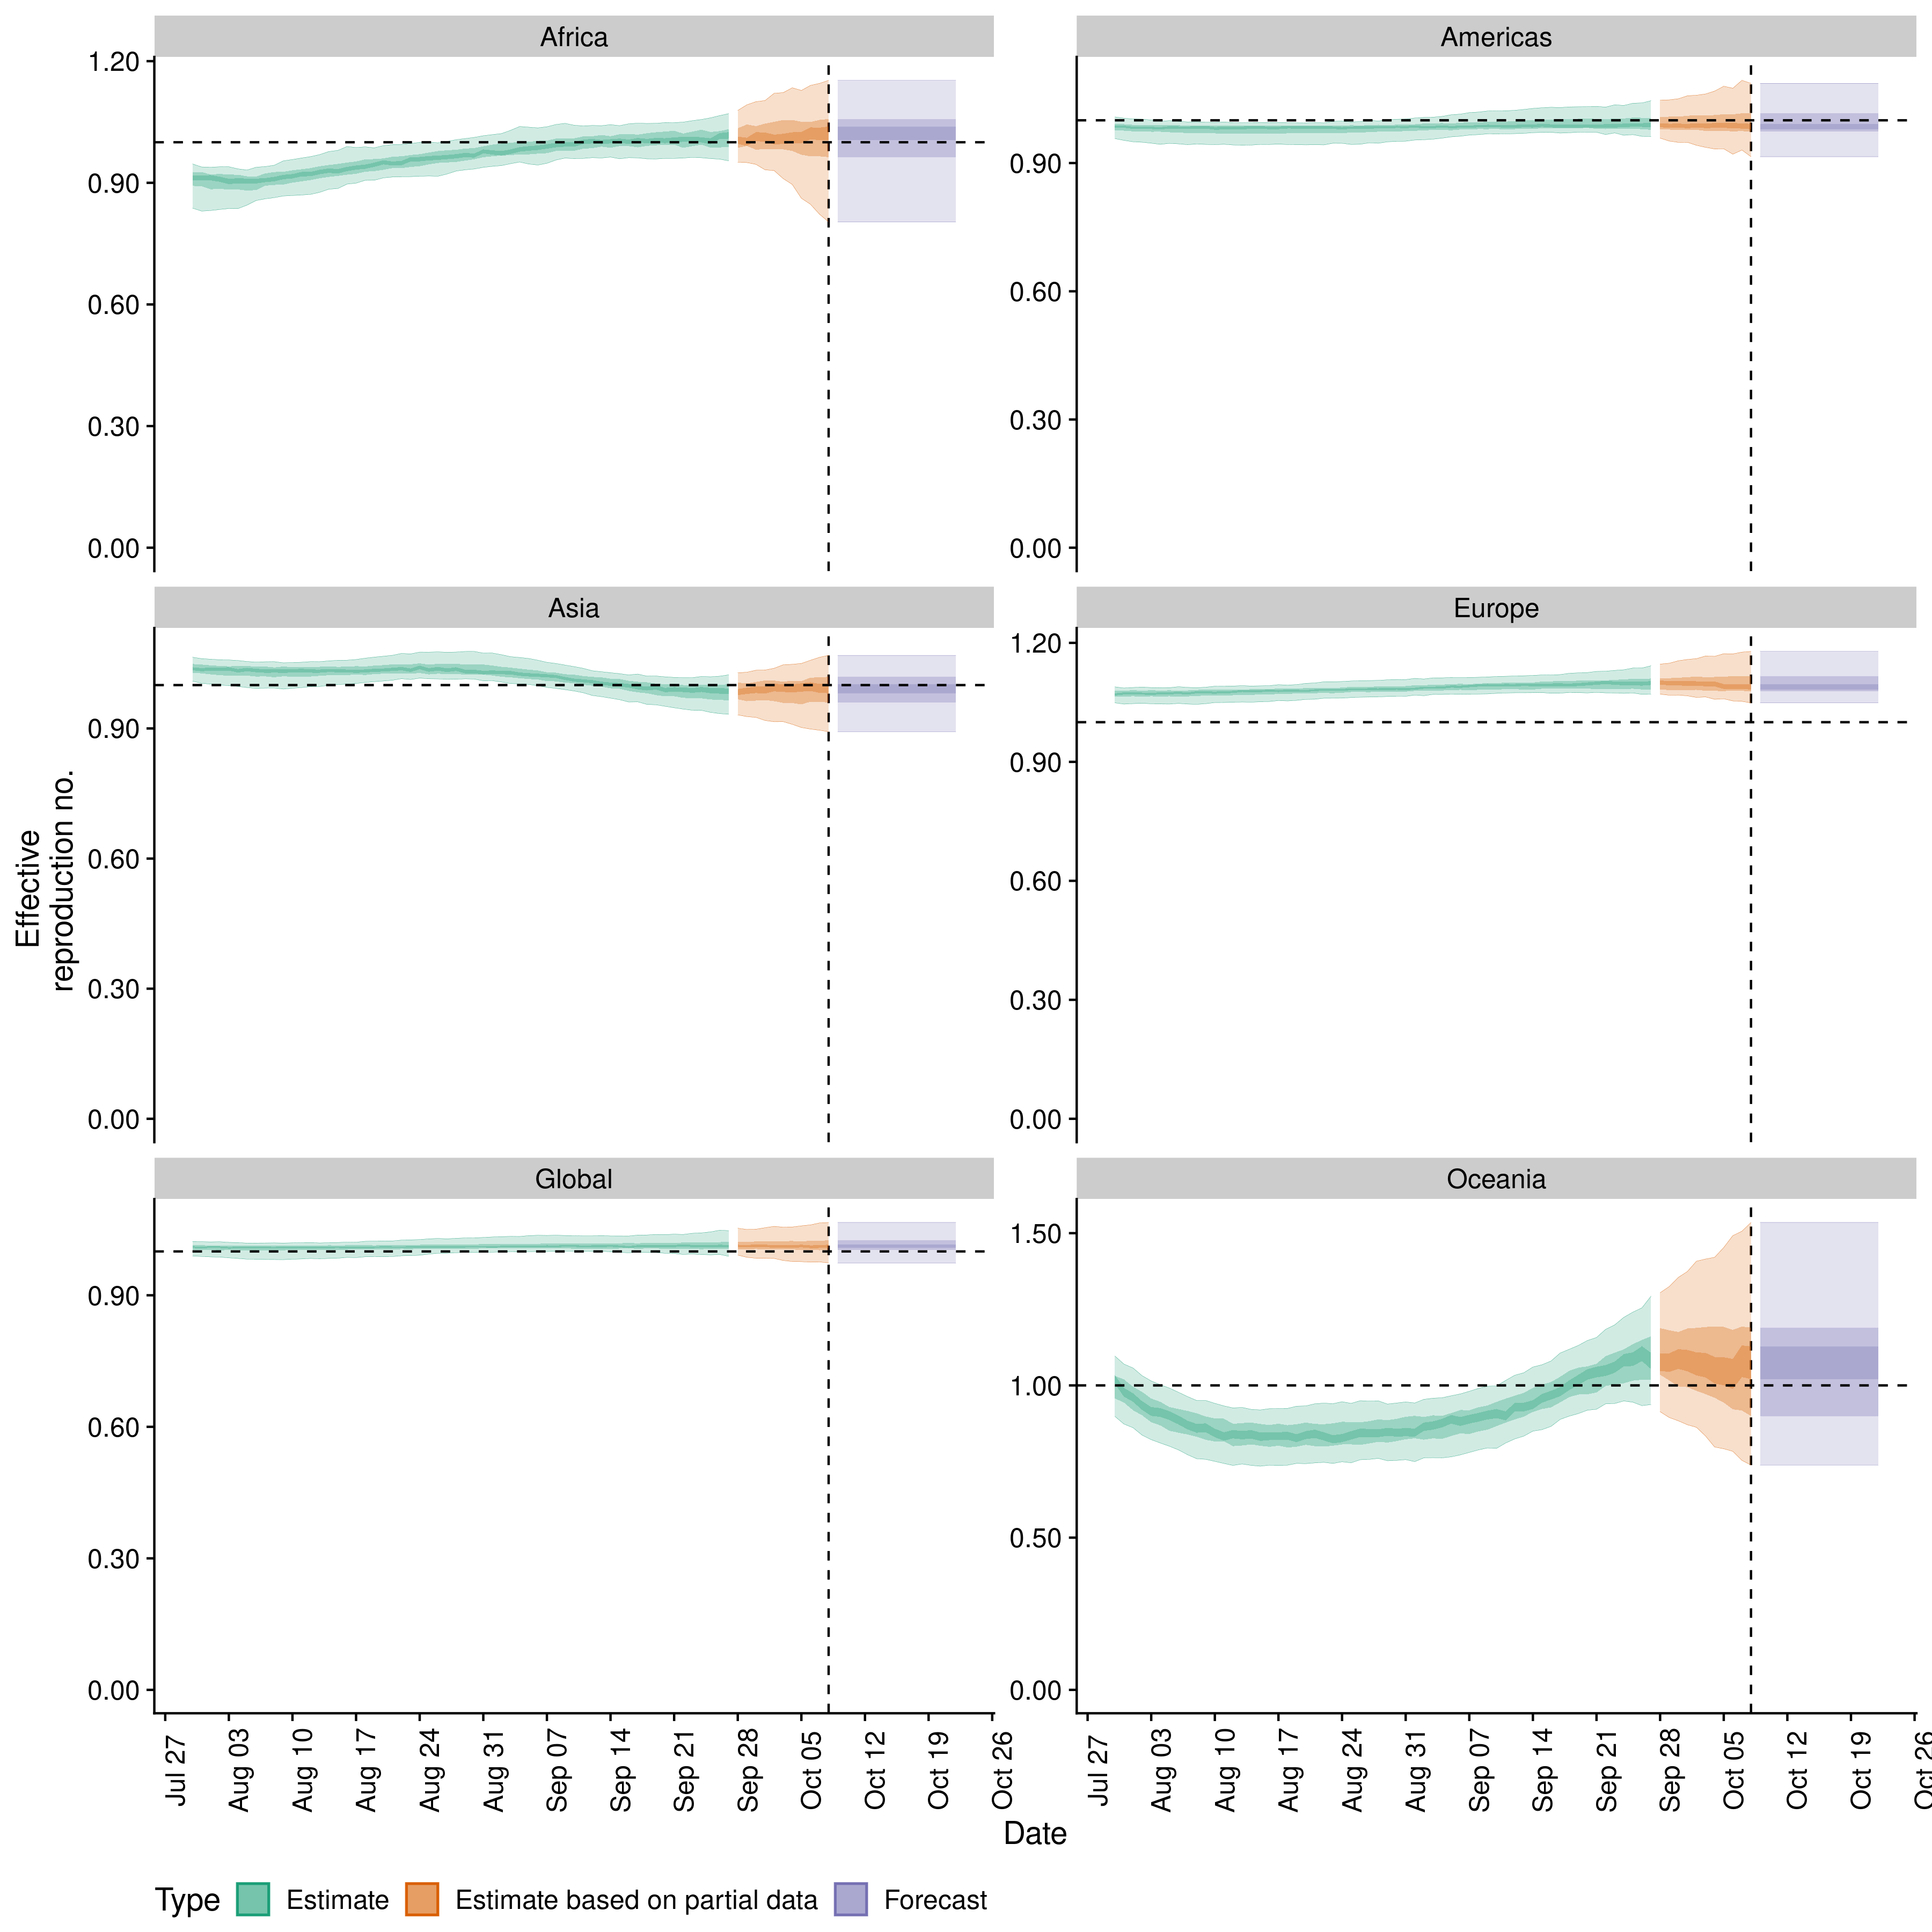 Africa
Americas
1.20
0.90
0.60
0.30
0.00
0.90
0.60
0.30
0.00
Asia
Europe
0.90
0.60
0.30
0.00
1.20
0.90
0.60
0.30
0.00
Effective
reproduction no.
Global
Oceania
0.90
0.60
0.30
0.00
1.50
1.00
0.50
0.00
Jul 27
Aug 03
Aug 10
Aug 17
Aug 24
Aug 31
Sep 07
Sep 14
Sep 21
Sep 28
Oct 05
Oct 12
Oct 19
Oct 26
Jul 27
Aug 03
Aug 10
Aug 17
Aug 24
Aug 31
Sep 07
Sep 14
Sep 21
Sep 28
Oct 05
Oct 12
Oct 19
Oct 26
Date
Type Estimate Estimate based on partial data Forecast